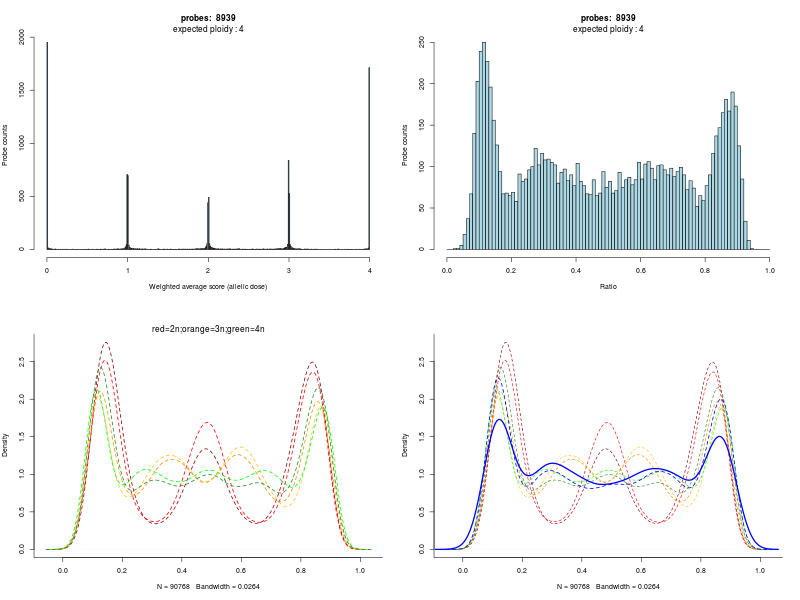 probes: 8939
expected ploidy : 4
Probe counts
2000
1500
1000
500
0
0 1 2 3 4
Weighted average score (allelic dose)
probes: 8939
expected ploidy : 4
Probe counts
250
200
150
100
50
0
0.0 0.2 0.4 0.6 0.8 1.0
Ratio
red=2n;orange=3n;green=4n
Density
2.5
2.0
1.5
1.0
0.5
0.0
0.0 0.2 0.4 0.6 0.8 1.0
N = 90768 Bandwidth = 0.0264
Density
2.5
2.0
1.5
1.0
0.5
0.0
0.0 0.2 0.4 0.6 0.8 1.0
N = 90768 Bandwidth = 0.0264